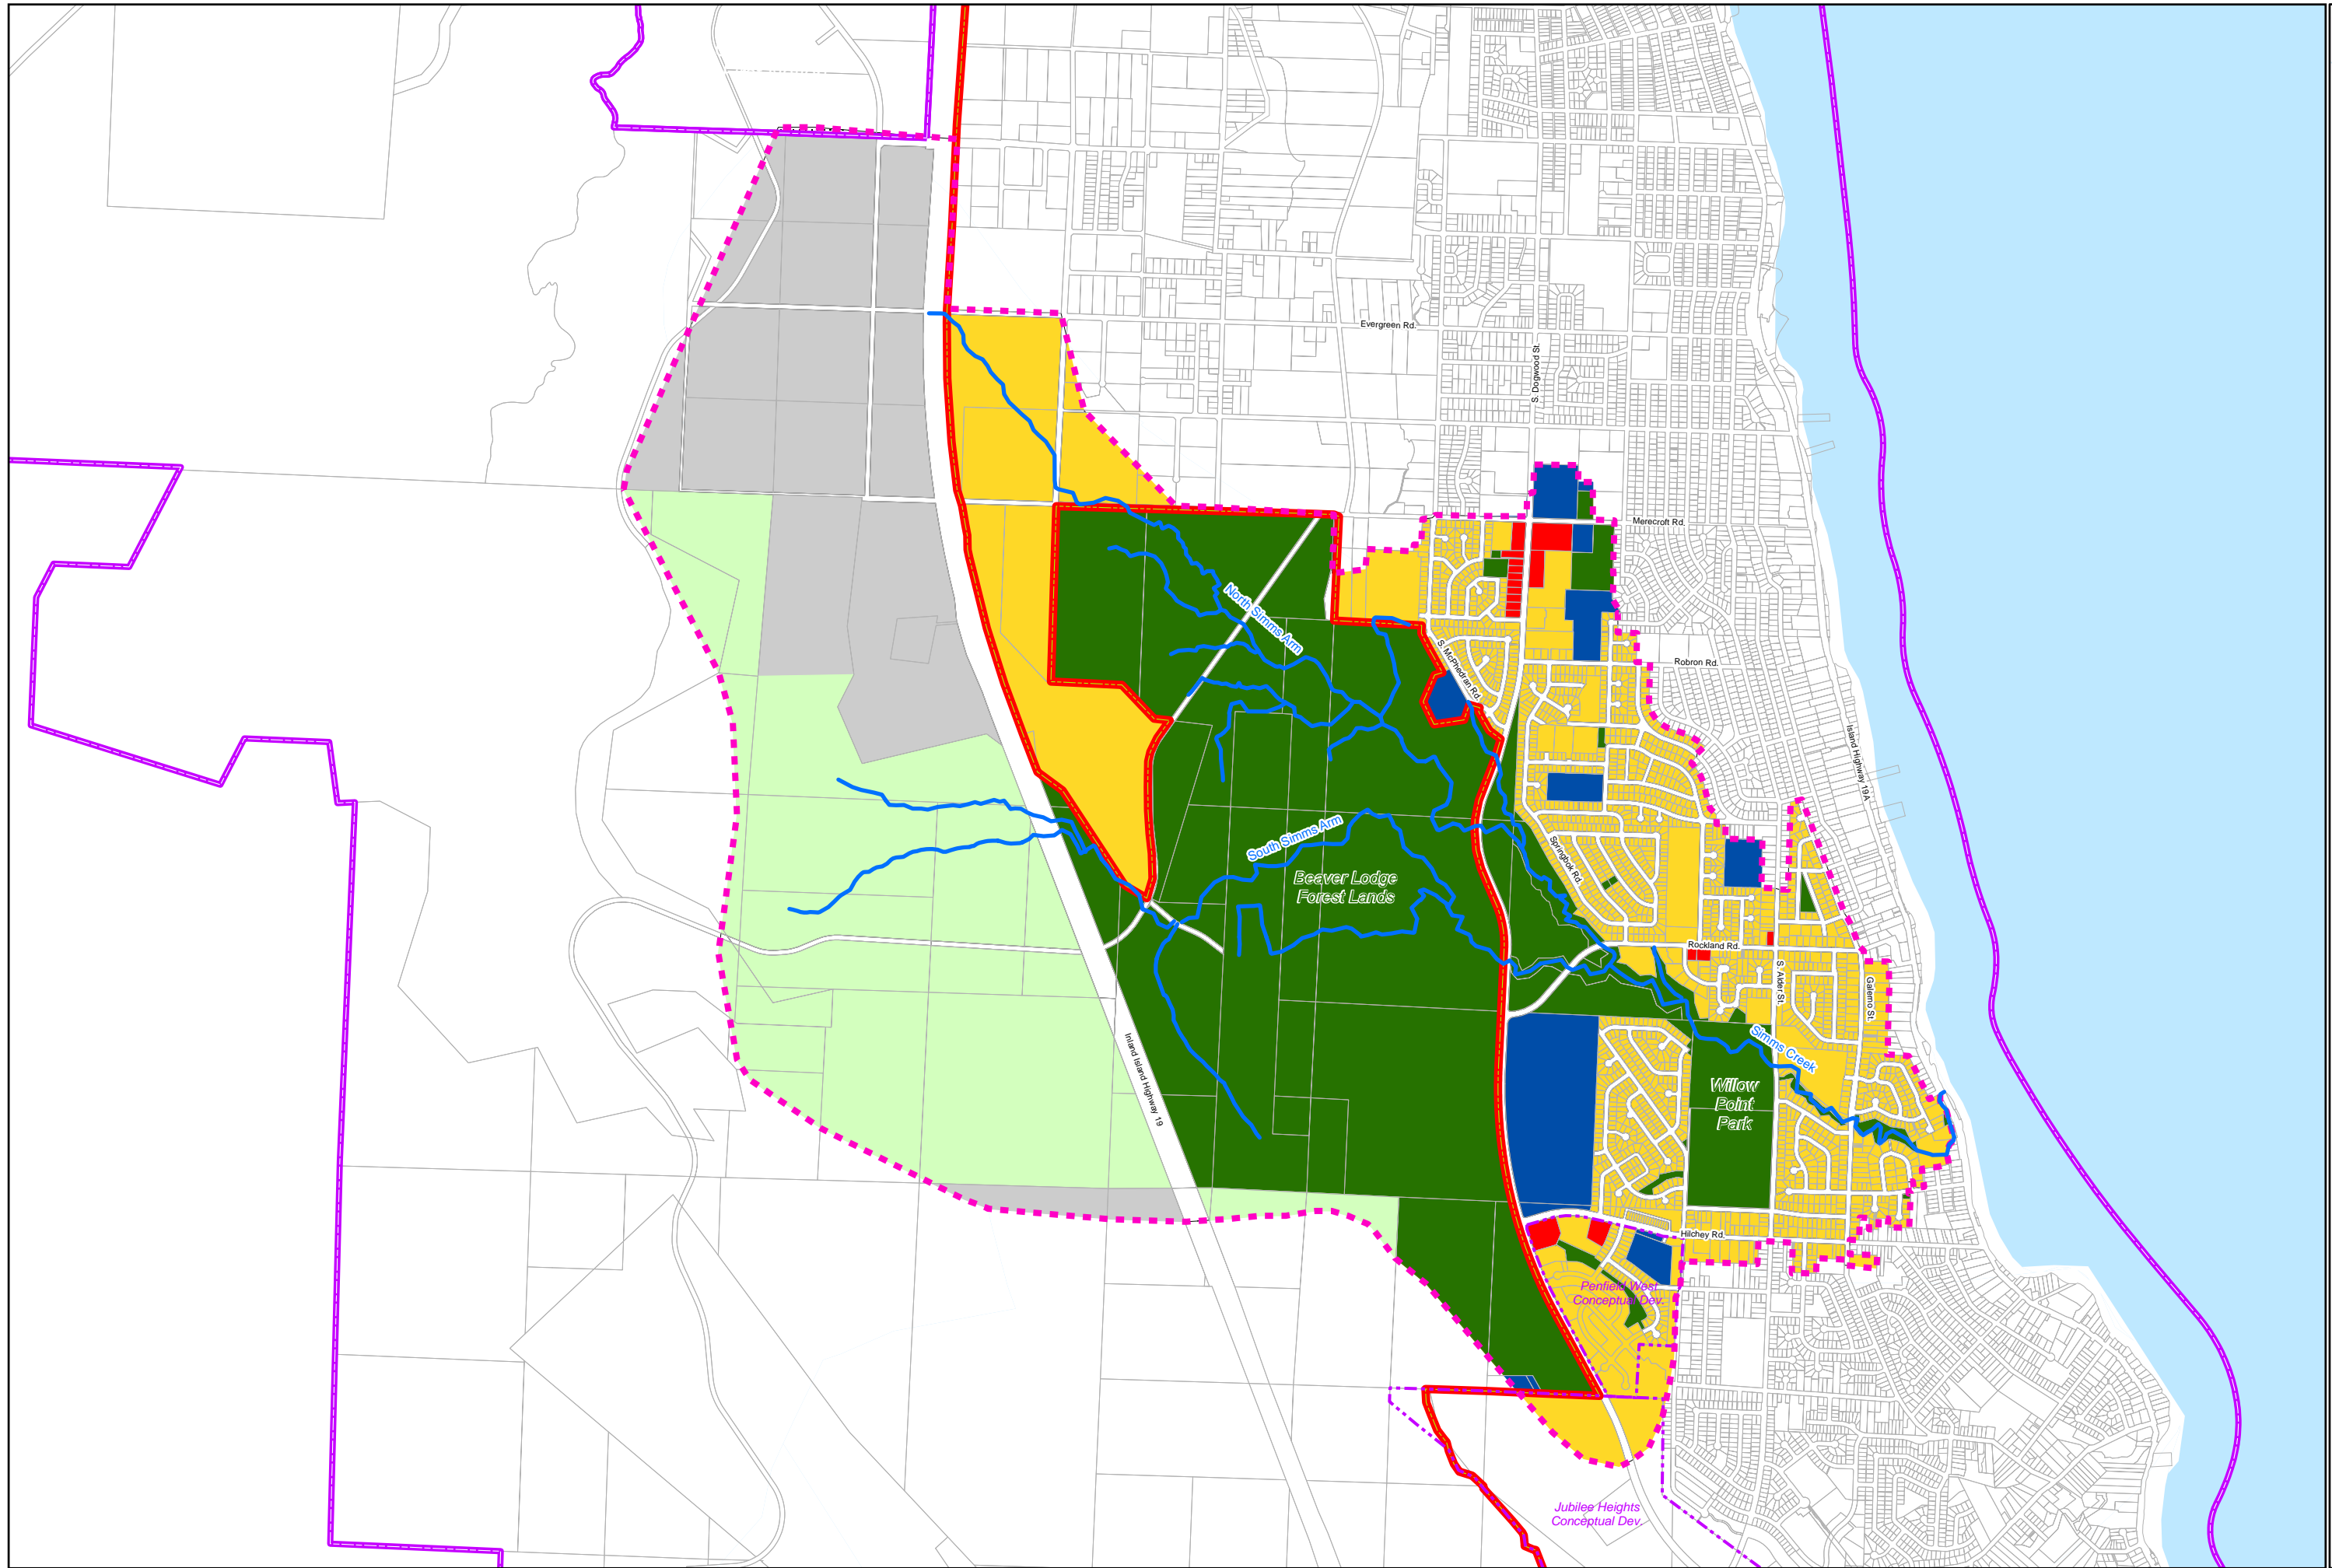 Evergreen Rd.
S. Dogwood St.
Merecroft Rd.
North Simms Arm
S. McPhedran Rd.
Robron Rd.
Island Highway 19A
South Simms Arm
Springbok Rd.
Beaver Lodge
Forest Lands
Rockland Rd.
S. Alder St.
Galerno St.
Inland Island Highway 19
Simms Creek
Willow
Point
Park
Hilchey Rd.
Penfield West
Conceptual Dev.
Jubilee Heights
Conceptual Dev.